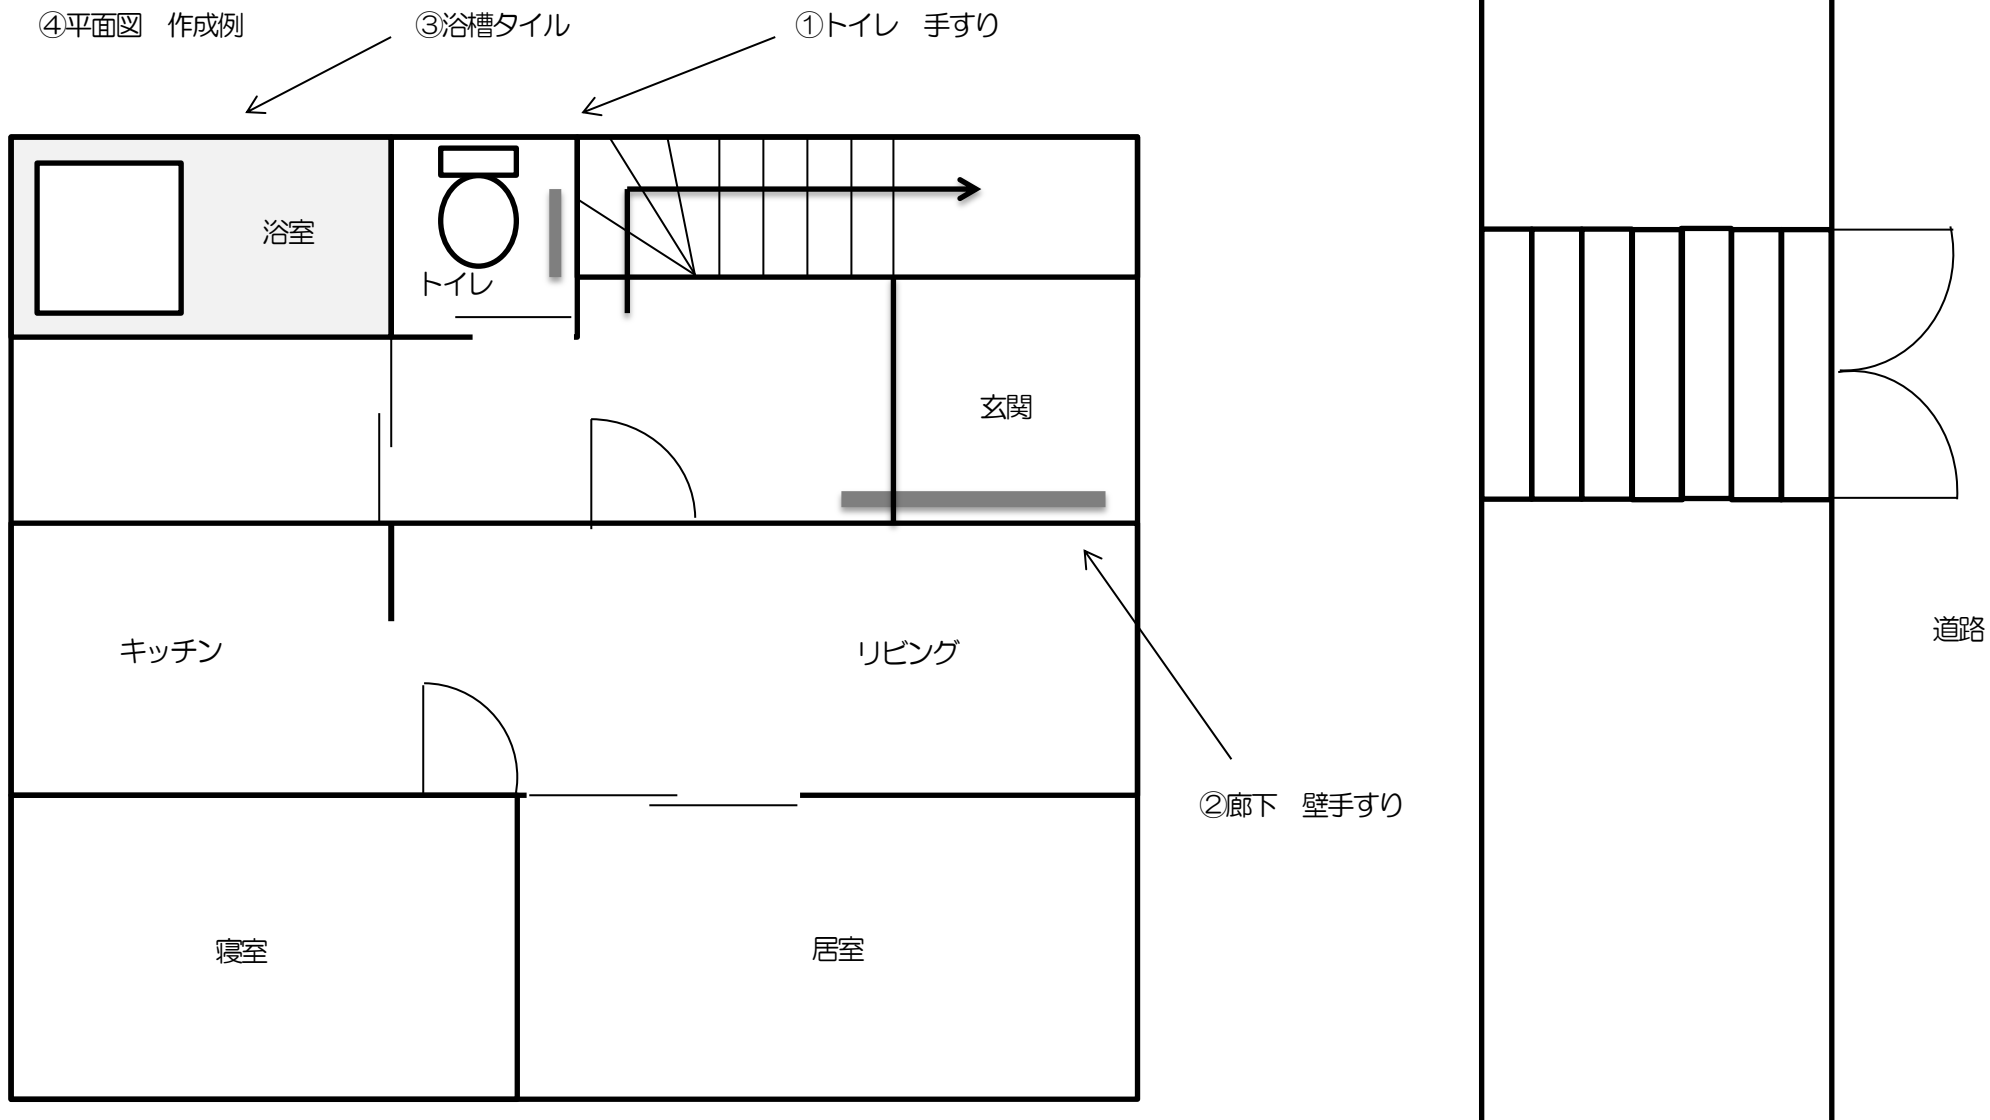 ④平面図　作成例
③浴槽タイル
①トイレ　手すり
浴室
トイレ
玄関
キッチン
リビング
道路
②廊下　壁手すり
寝室
居室